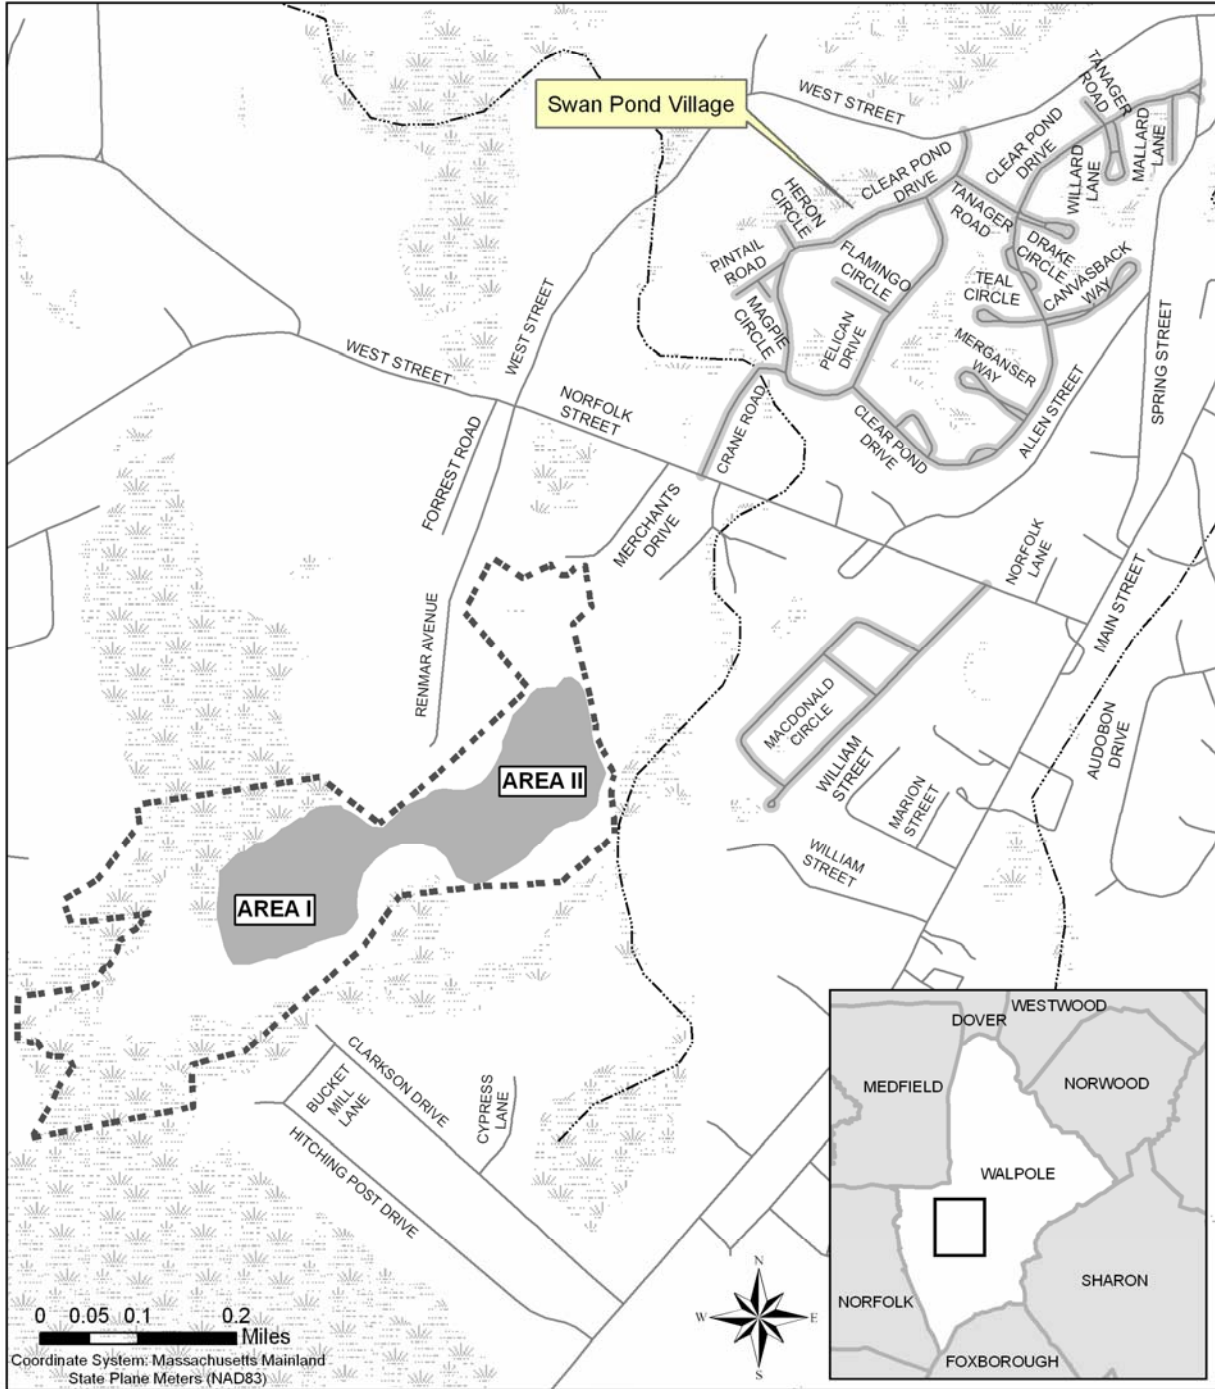 Swan Pond Village
WEST STREET
TANAGER
ROAD
CLEAR POND
DRIVE
WILLARD
LANE
MALLARD
LANE
CLEAR POND
DRIVE
HERON
CIRCLE
TANAGER
ROAD
DRAKE
CIRCLE
PINTAIL
ROAD
FLAMINGO
CIRCLE
TEAL
CIRCLE
CANVASBACK
WAY
MAGPIE
CIRCLE
PELICAN
DRIVE
MERGANSER
WAY
SPRING STREET
WEST STREET
WEST STREET
NORFOLK
STREET
ALLEN STREET
CRANE ROAD
CLEAR POND
DRIVE
FORREST ROAD
MERCHANTS
DRIVE
NORFOLK
LANE
MAIN STREET
RENMAR AVENUE
MACDONALD
CIRCLE
WILLIAM
STREET
AUDOBON
DRIVE
MARION
STREET
WILLIAM
STREET
AREA II
AREA I
CLARKSON DRIVE
BUCKET
MILL
LANE
CYPRESS
LANE
HITCHING POST DRIVE
WESTWOOD
DOVER
MEDFIELD
NORWOOD
WALPOLE
SHARON
NORFOLK
FOXBOROUGH
N
W E
S
0 0.05 0.1 0.2
Miles
Coordinate System: Massachusetts Mainland
State Plane Meters (NAD83)